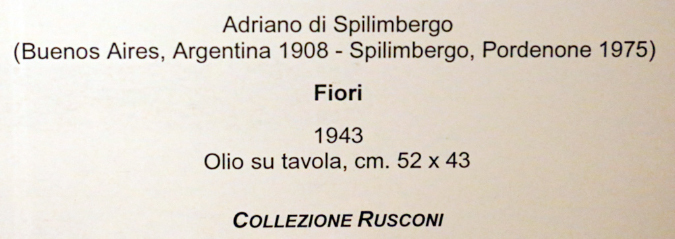 Adriano di Spilimbergo
(Buenos Aires, Argentina 1908 - Spilimbergo, Pordenone 1975)
Fiori
1943
Olio su tavola, cm. 52 x 43
COLLEZIONE RUSCONI